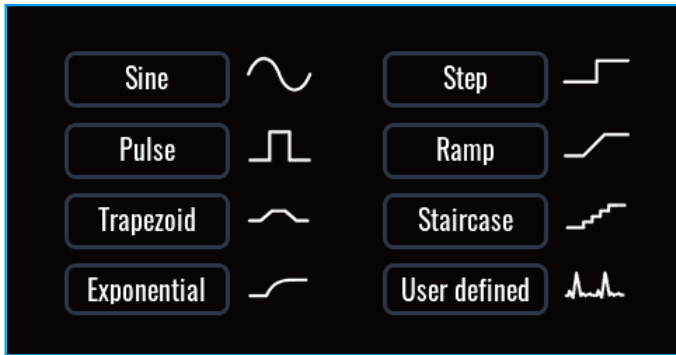 Sine
Step
Pulse
Ramp
Trapezoid
Staircase
Exponential
User defined